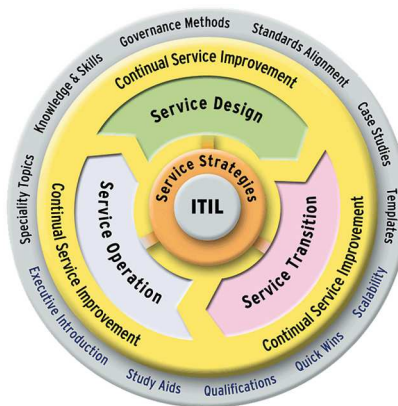 Governance Methods
Standards Alignment
Case Studies
Templates
Scalability
Quick Wins
Qualifications
Study Aids
Executive Introduction
Speciality Topics
Knowledge & Skills
Continual Service Improvement
Continual Service Improvement
Continual Service Improvement
Service Design
Service Transition
Service Operation
Service Strategies
ITIL